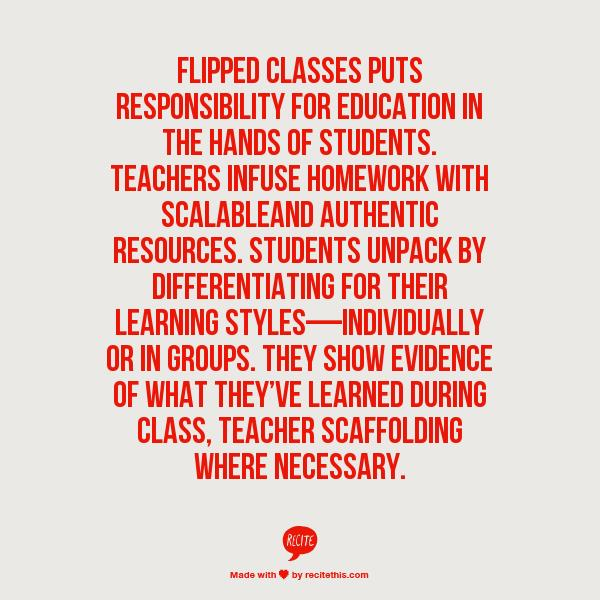 FLIPPED CLASSES PUTS
RESPONSIBILITY FOR EDUCATION IN
THE HANDS OF STUDENTS.
TEACHERS INFUSE HOMEWORK WITH
SCALABLEAND AUTHENTIC
RESOURCES. STUDENTS UNPACK BY
DIFFERENTIATING FOR THEIR
LEARNING STYLES—–INDIVIDUALLY
OR IN GROUPS. THEY SHOW EVIDENCE
OF WHAT THEY’VE LEARNED DURING
CLASS, TEACHER SCAFFOLDING
WHERE NECESSARY.
RECITE
Made with ❤ by recitethis.com